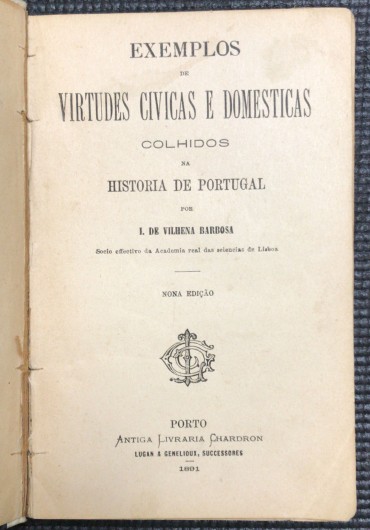 EXEMPLOS
DE
VIRTUDES CIVICAS E DOMESTICAS
COLHIDOS
NA
HISTORIA DE PORTUGAL
POR
I. DE VILHENA BARBOSA
Socio effectivo da Academia real das sciencias de Lisboa
NONA EDIÇÃO
PORTO
ANTIGA LIVRARIA CHARDRON
LUGAN & GENELIOUX, SUCCESSORES
1891